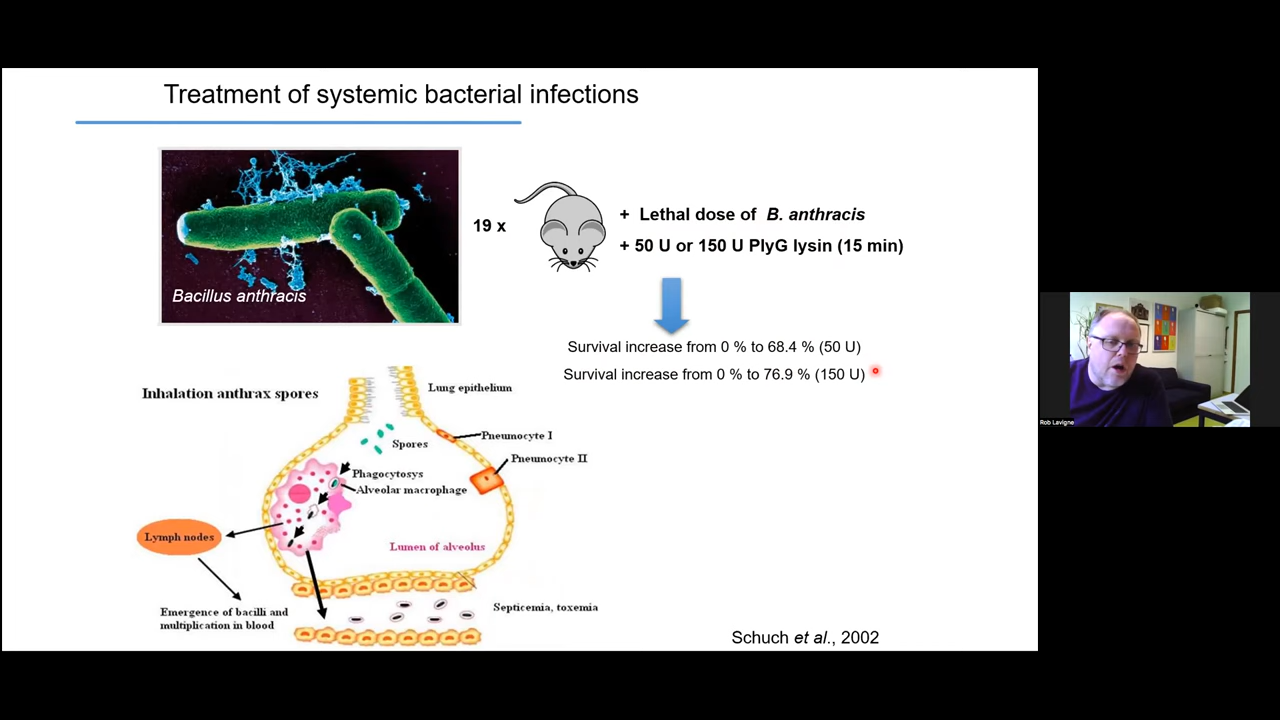 Treatment of systemic bacterial infections
Bacillus anthracis
19 x
+ Lethal dose of B. anthracis
+ 50 U or 150 U PlyG lysin (15 min)
Survival increase from 0 % to 68.4 % (50 U)
Survival increase from 0 % to 76.9 % (150 U)
Inhalation anthrax spores
Lung epithelium
Spores
Pneumocyte I
Pneumocyte II
Phagocytosys
Alveolar macrophage
Lymph nodes
Lumen of alveolus
Emergence of bacilli and
multiplication in blood
Septicemia, toxemia
Schuch et al., 2002
Rob Lavigne